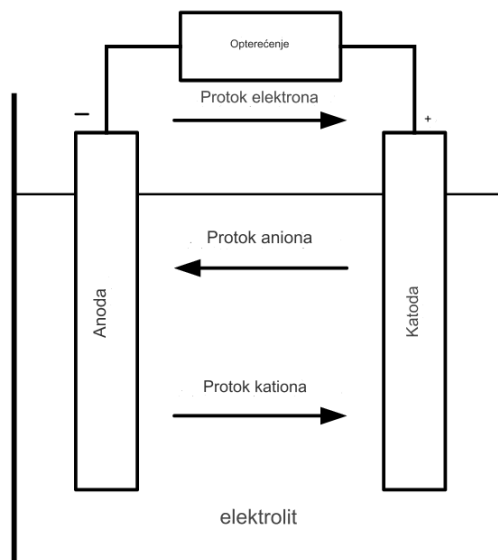 Opterećenje
Protok elektrona
−
+
Protok aniona
Anoda
Katoda
Protok kationa
elektrolit